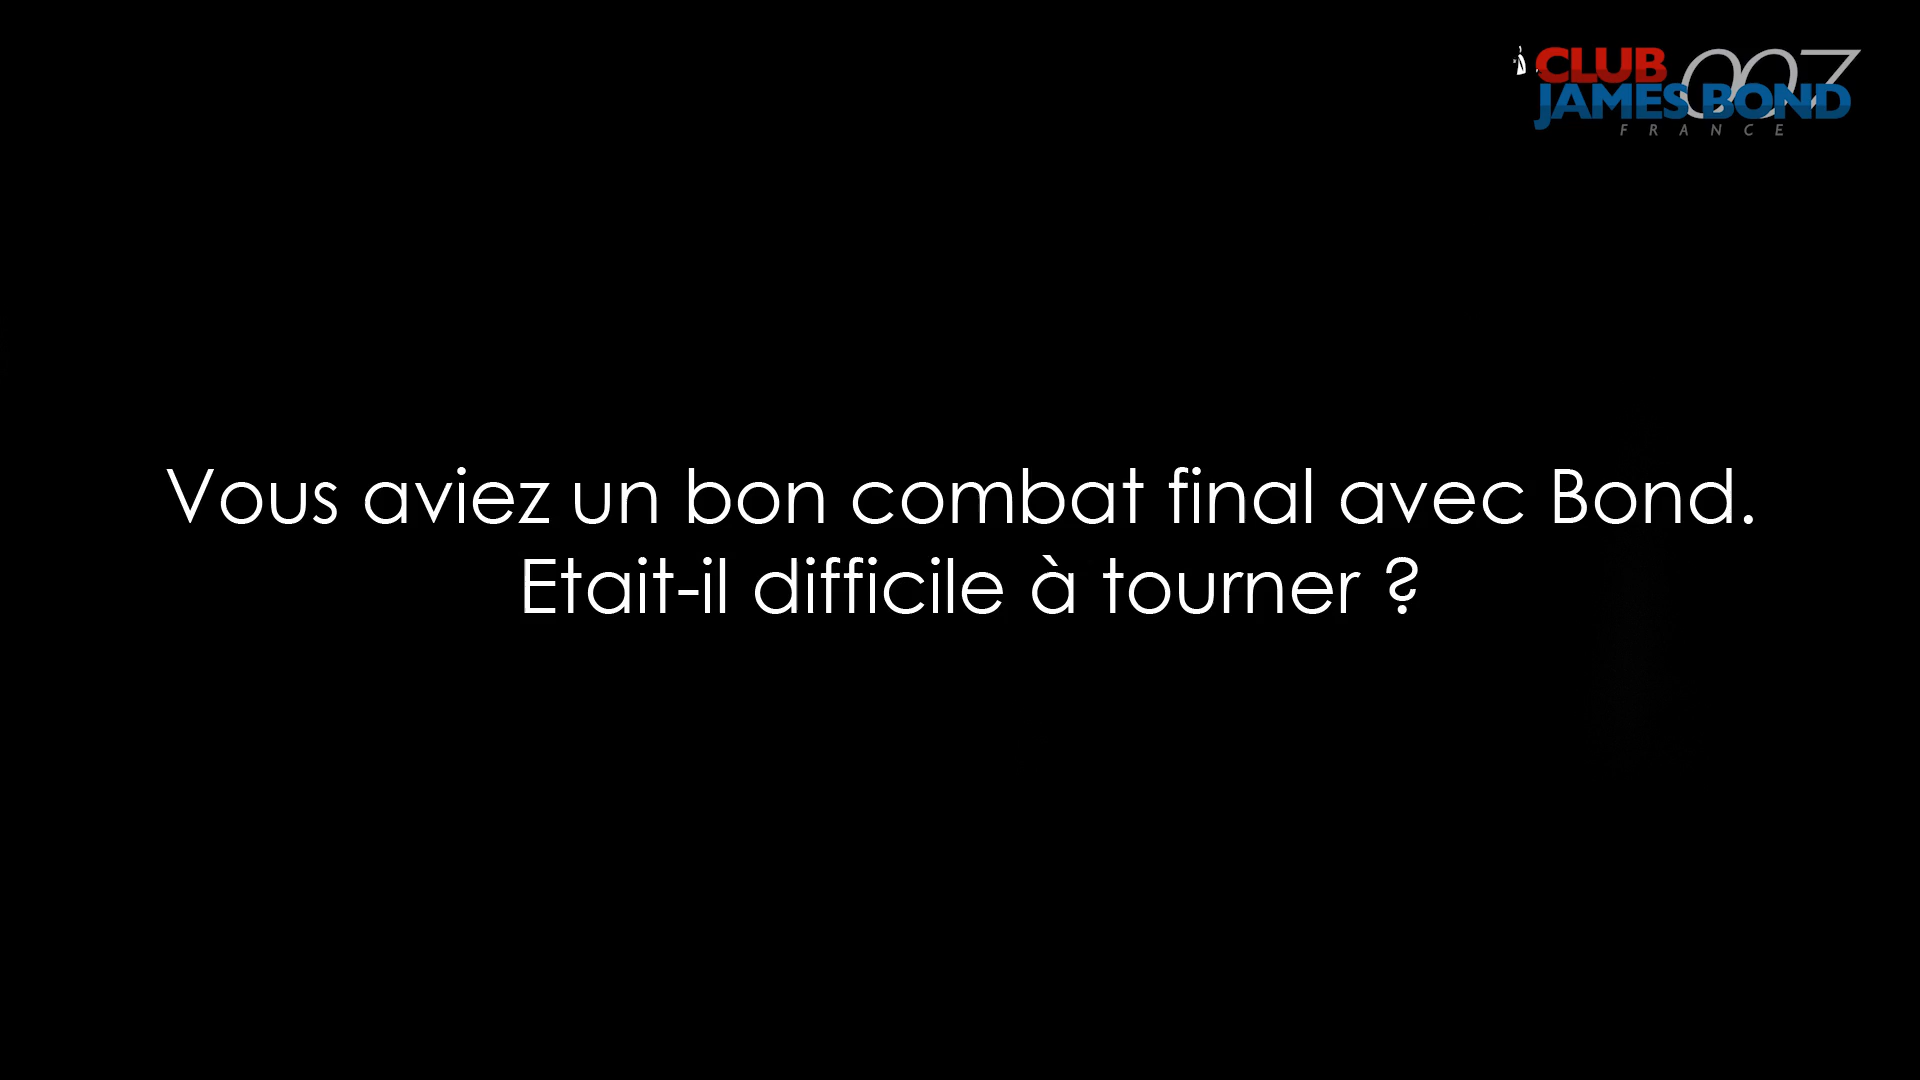 CLUB 007
JAMES BOND
FRANCE
Vous aviez un bon combat final avec Bond.
Etait-il difficile à tourner ?